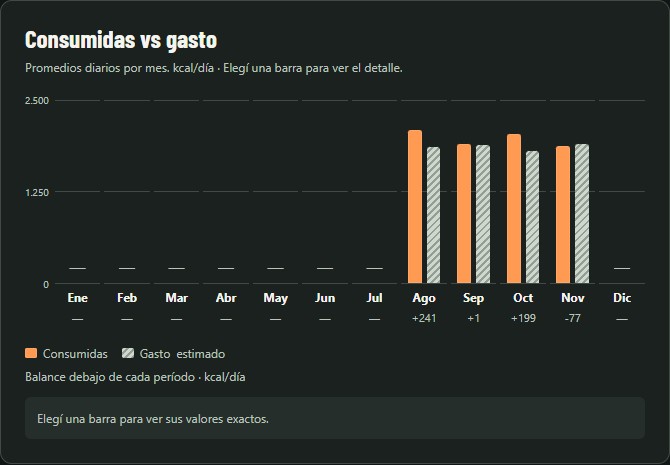 Consumidas vs gasto
Promedios diarios por mes. kcal/día · Elegí una barra para ver el detalle.
2.500
1.250
0
Ene Feb Mar Abr May Jun Jul Ago Sep Oct Nov Dic
— — — — — — — +241 +1 +199 -77 —
Consumidas Gasto estimado
Balance debajo de cada período · kcal/día
Elegí una barra para ver sus valores exactos.